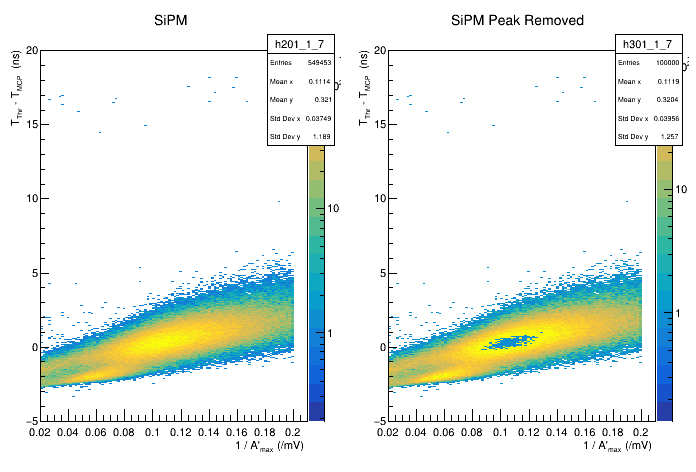 SiPM
SiPM Peak Removed
T_Thr - T_MCP (ns)
h201_1_7
Entries 549453
Mean x 0.1114
Mean y 0.321
Std Dev x 0.03749
Std Dev y 1.189
20
15
10
5
0
−5
0.02 0.04 0.06 0.08 0.1 0.12 0.14 0.16 0.18 0.2
1 / A'_max (/mV)
10
1
T_Thr - T_MCP (ns)
h301_1_7
Entries 100000
Mean x 0.1119
Mean y 0.3204
Std Dev x 0.03956
Std Dev y 1.257
20
15
10
5
0
−5
0.02 0.04 0.06 0.08 0.1 0.12 0.14 0.16 0.18 0.2
1 / A'_max (/mV)
10
1